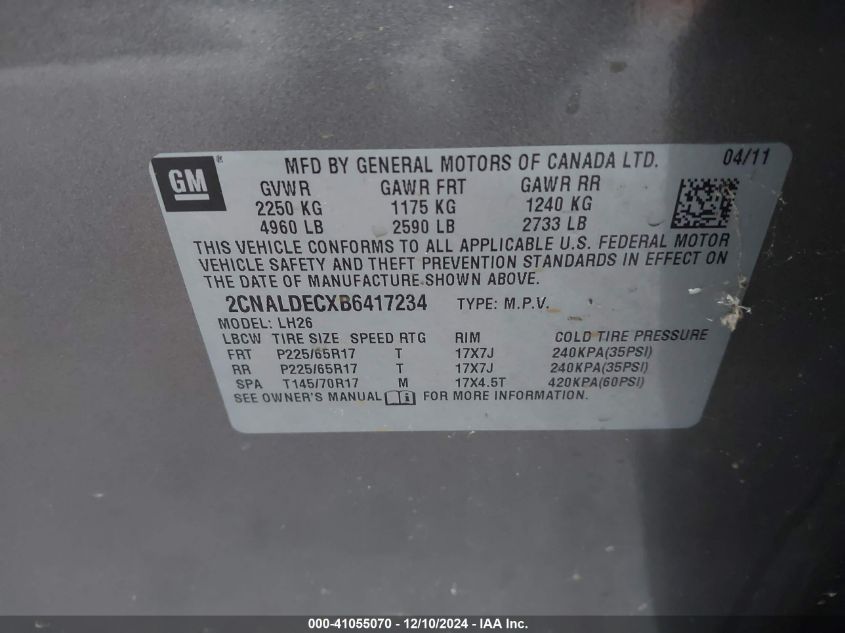 GM ® MFD BY GENERAL MOTORS OF CANADA LTD. 04/11
GVWR GAWR FRT GAWR RR
2250 KG 1175 KG 1240 KG
4960 LB 2590 LB 2733 LB
THIS VEHICLE CONFORMS TO ALL APPLICABLE U.S. FEDERAL MOTOR
VEHICLE SAFETY AND THEFT PREVENTION STANDARDS IN EFFECT ON
THE DATE OF MANUFACTURE SHOWN ABOVE.
2CNALDECXB6417234 TYPE: M.P.V.
MODEL: LH26
LBCW TIRE SIZE SPEED RTG RIM COLD TIRE PRESSURE
FRT P225/65R17 T 17X7J 240KPA(35PSI)
RR P225/65R17 T 17X7J 240KPA(35PSI)
SPA T145/70R17 M 17X4.5T 420KPA(60PSI)
SEE OWNER'S MANUAL FOR MORE INFORMATION.
000-41055070 - 12/10/2024 - IAA Inc.